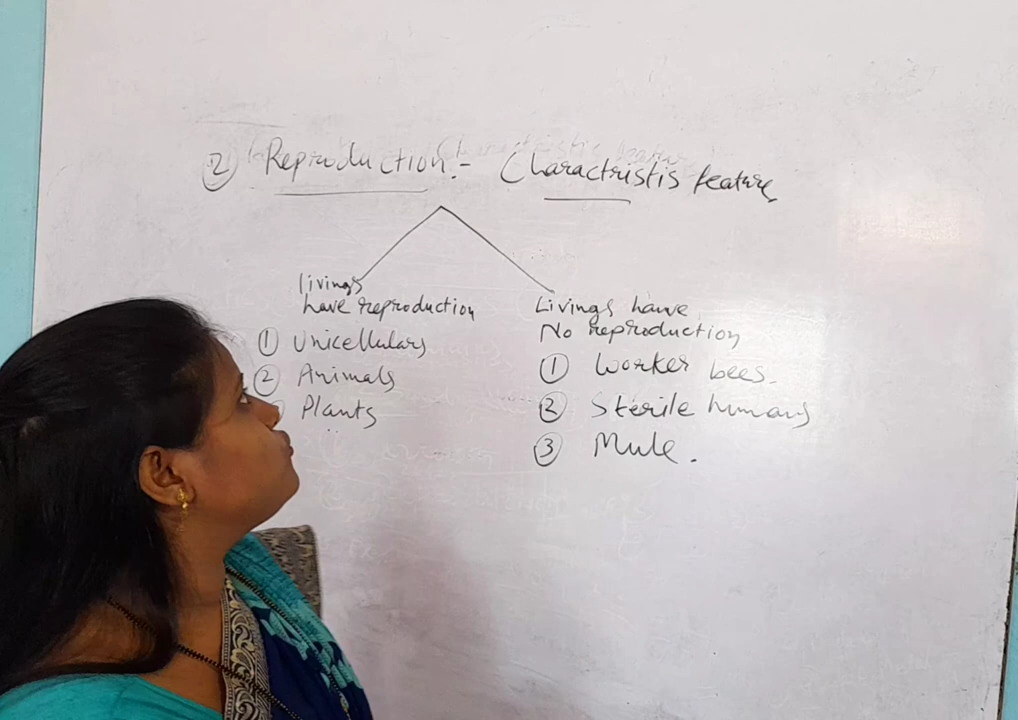 ② Reproduction:- Charactristis feature
livings
have reproduction
① Unicellulars
② Animals
Plants
Livings hawe
No reproduction
① Worker bees.
② Sterile humans
③ Mule.